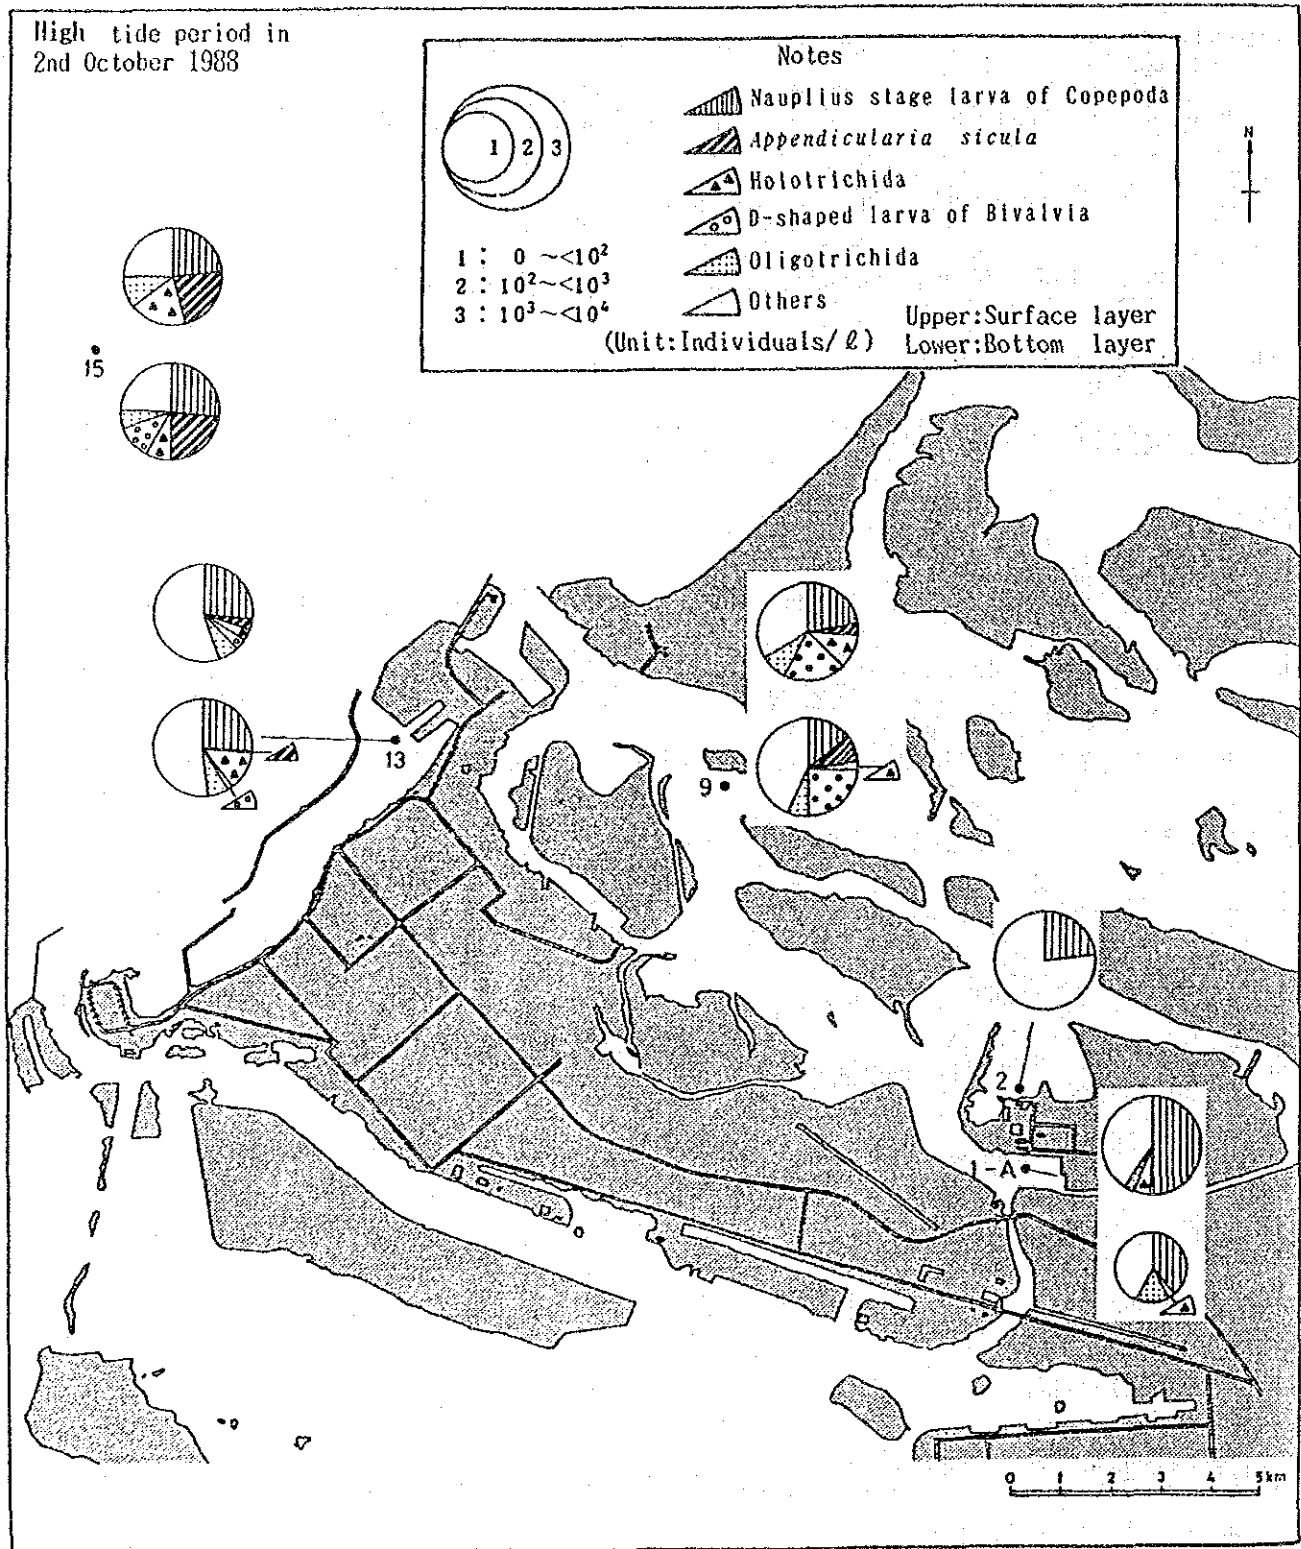 High tide period in
2nd October 1988
Notes
1 2 3
Nauplius stage larva of Copepoda
Appendicularia sicula
Hototrichida
D-shaped larva of Bivalvia
Oligotrichida
Others
1 : 0 ~<10²
2 : 10²~<10³
3 : 10³~<10⁴
(Unit:Individuals/ℓ)
Upper:Surface layer
Lower:Bottom layer
N
15
13
9
2
1-A
0 1 2 3 4 5km